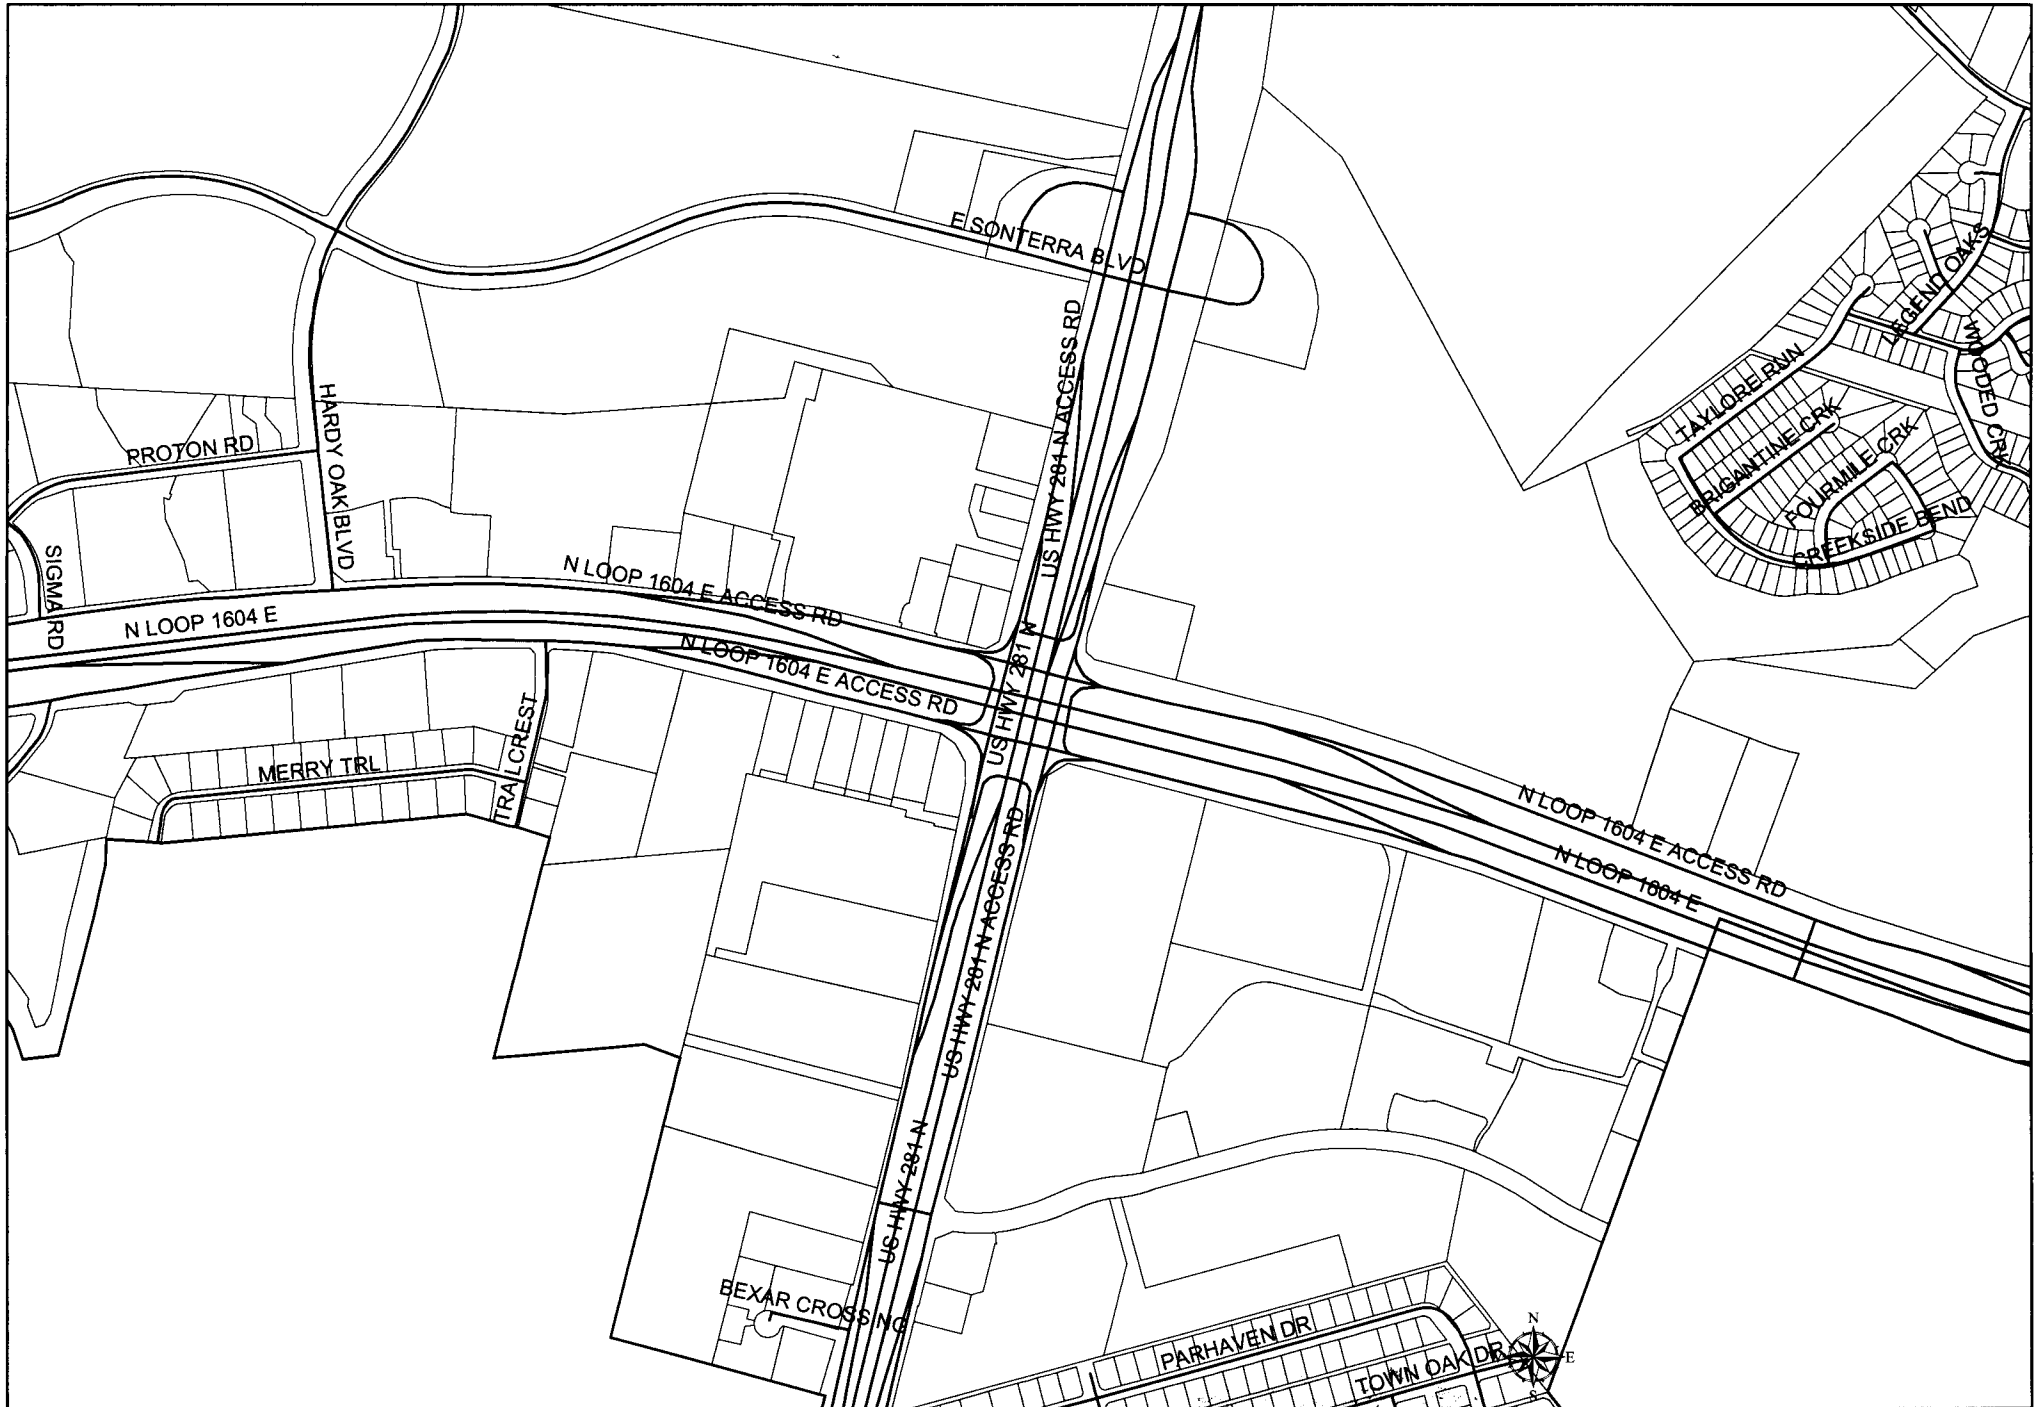 E SONTERRA BLVD
LEGEND OAKS
WOODED CRK
TAYLORE RUN
BRIGANTINE CRK
FOURMILE CRK
CREEKSIDE BEND
US HWY 281 N ACCESS RD
HARDY OAK BLVD
PROTON RD
SIGMA RD
N LOOP 1604 E ACCESS RD
N LOOP 1604 E
N LOOP 1604 E ACCESS RD
US HWY 281 N
TRAILCREST
MERRY TRL
N LOOP 1604 E ACCESS RD
N LOOP 1604 E
US HWY 281 N ACCESS RD
US HWY 281 N
BEXAR CROSSING
PARHAVEN DR
TOWN OAK DR
N
E
S